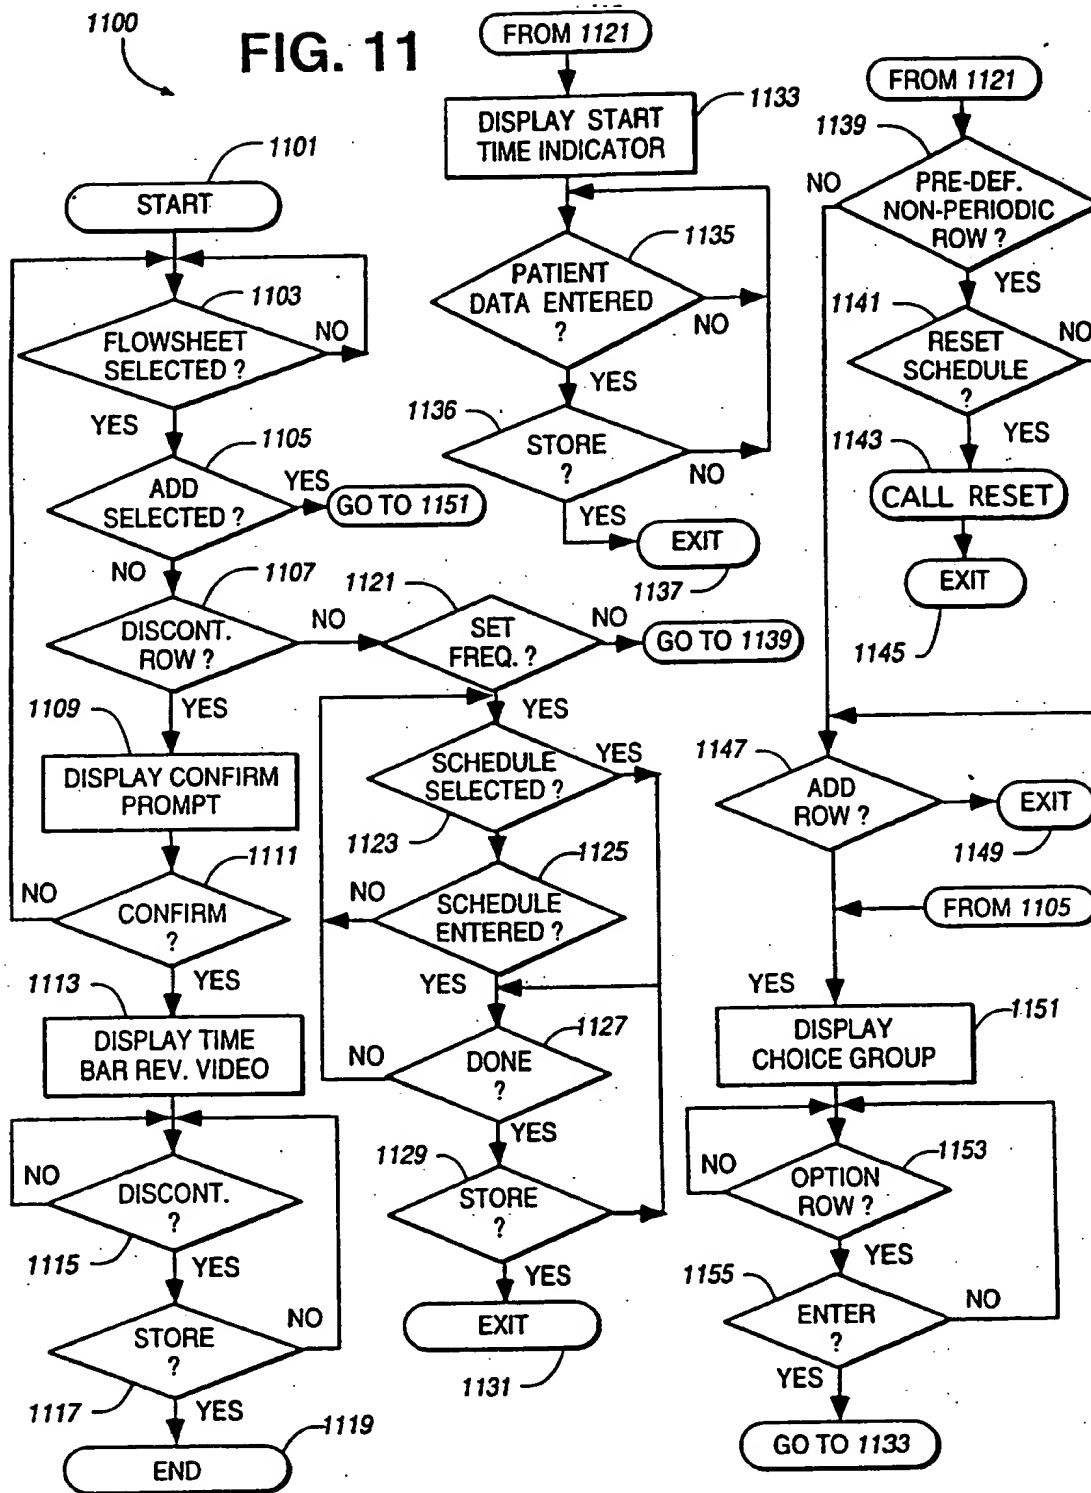 1100
FIG. 11
1101
START
1103
FLOWSHEET
SELECTED ?
NO
YES
1105
ADD
SELECTED ?
YES
GO TO 1151
NO
1107
DISCONT.
ROW ?
NO
YES
1109
DISPLAY CONFIRM
PROMPT
1111
NO
CONFIRM
?
YES
1113
DISPLAY TIME
BAR REV. VIDEO
NO
DISCONT.
?
1115
YES
STORE
?
NO
1117
YES
1119
END
1121
SET
FREQ. ?
NO
GO TO 1139
YES
SCHEDULE
SELECTED ?
YES
1123
1125
NO
SCHEDULE
ENTERED ?
YES
1127
NO
DONE
?
YES
1129
STORE
?
YES
EXIT
1131
FROM 1121
1133
DISPLAY START
TIME INDICATOR
1135
PATIENT
DATA ENTERED
?
NO
YES
1136
STORE
?
NO
YES
EXIT
1137
FROM 1121
1139
NO
PRE-DEF.
NON-PERIODIC
ROW ?
YES
1141
NO
RESET
SCHEDULE
?
YES
1143
CALL RESET
EXIT
1145
1147
ADD
ROW ?
EXIT
1149
FROM 1105
YES
1151
DISPLAY
CHOICE GROUP
1153
NO
OPTION
ROW ?
YES
1155
ENTER
?
NO
YES
GO TO 1133